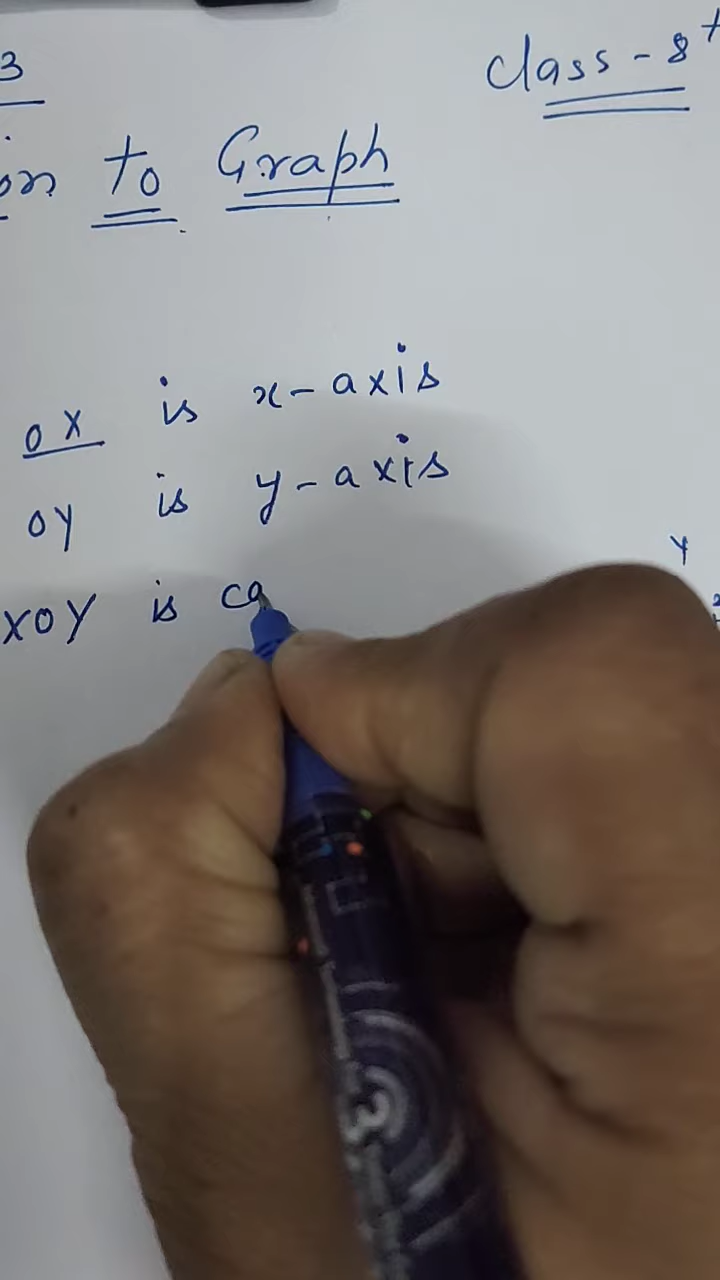 3
Class - 8
to Graph
OX is x-axis
OY is y-axis
XOY is ca
Y